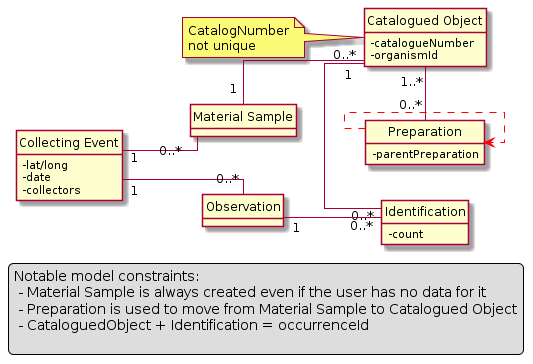 CatalogNumber
not unique
Catalogued Object
-catalogueNumber
-organismId
0..*
1
1
1..*
0..*
Material Sample
Preparation
-parentPreparation
Collecting Event
-lat/long
-date
-collectors
1
0..*
1
0..*
Observation
1
0..*
0..*
Identification
-count
Notable model constraints:
- Material Sample is always created even if the user has no data for it
- Preparation is used to move from Material Sample to Catalogued Object
- CataloguedObject + Identification = occurrenceId